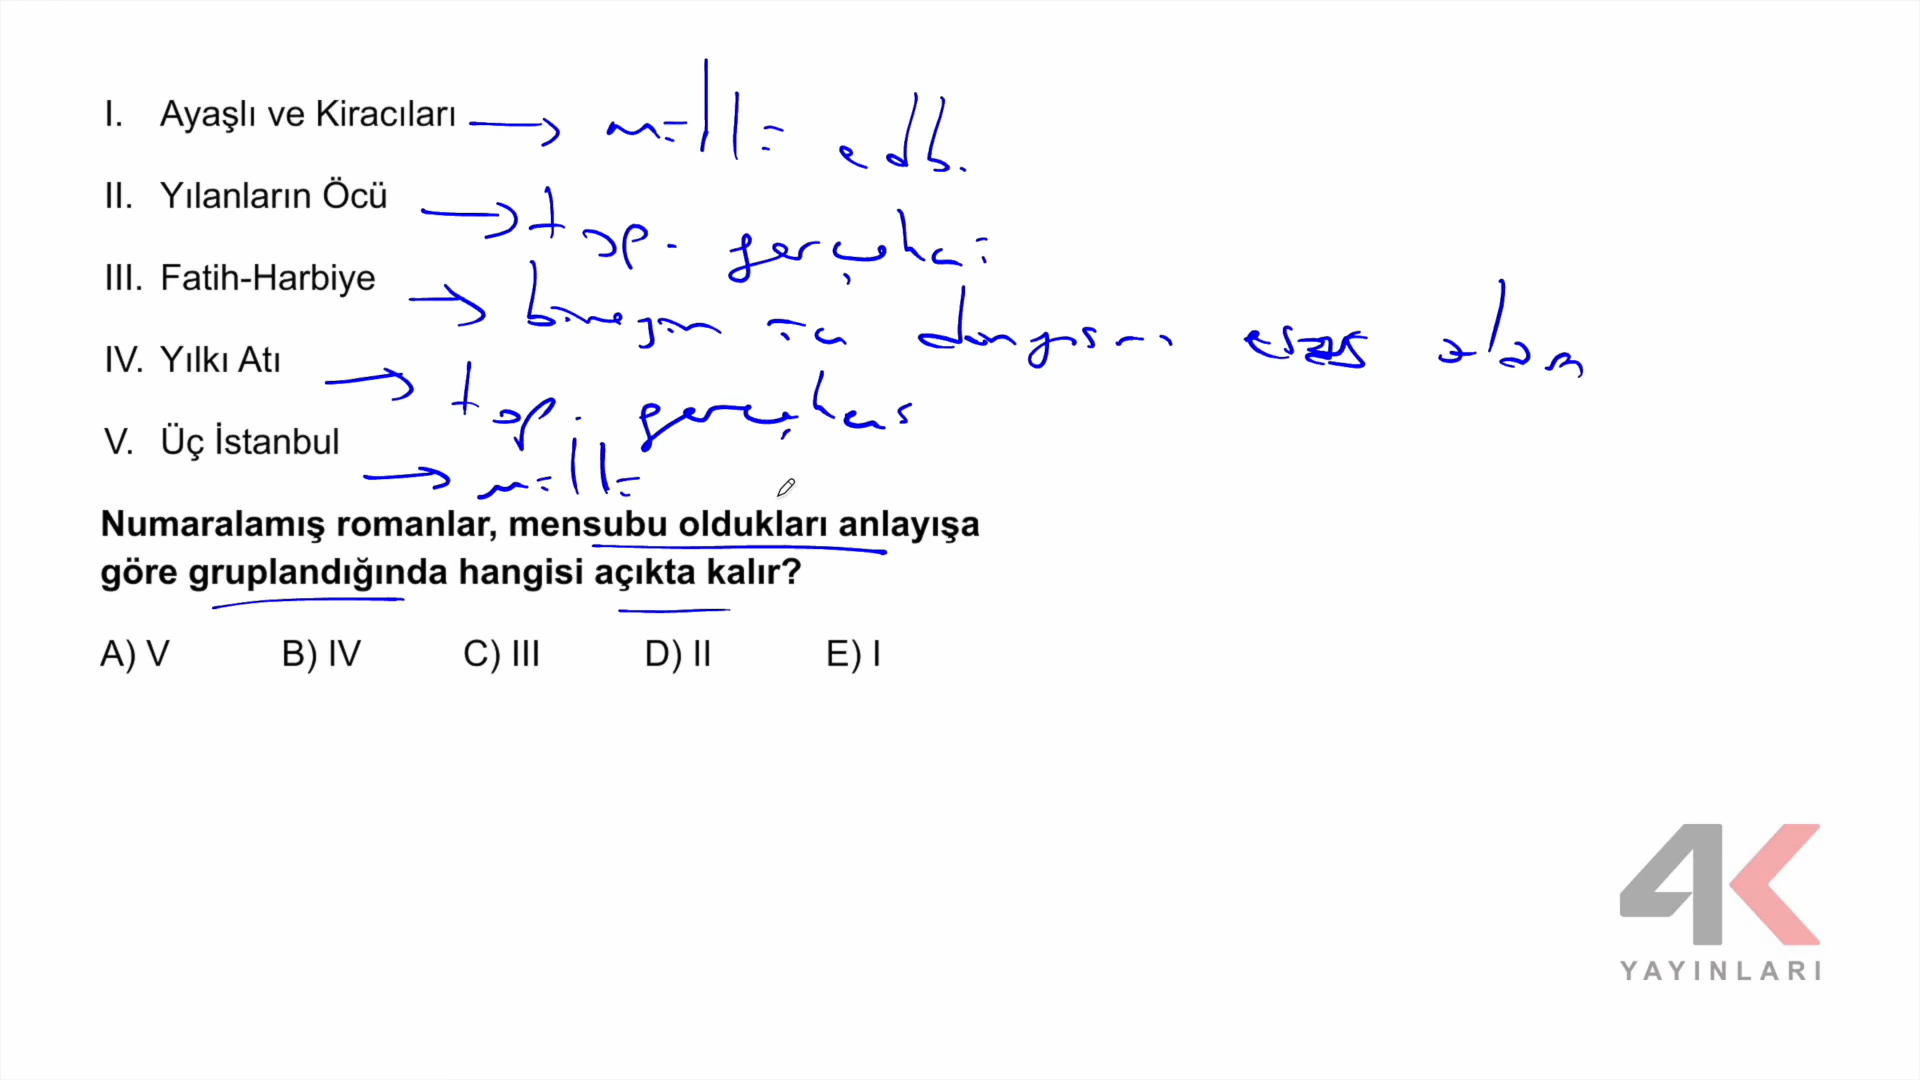 I. Ayaşlı ve Kiracıları → milli edb.
II. Yılanların Öcü → top. gerçekçi
III. Fatih-Harbiye → bireyin iç dünyasını esas alan
IV. Yılkı Atı → top. gerçekçi
V. Üç İstanbul → milli
Numaralamış romanlar, mensubu oldukları anlayışa
göre gruplandığında hangisi açıkta kalır?
A) V B) IV C) III D) II E) I
4K
YAYINLARI